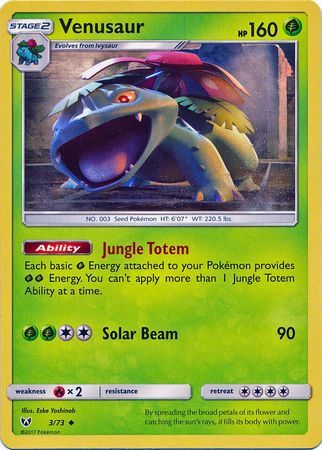 STAGE2 Venusaur HP 160
Evolves from Ivysaur
NO. 003 Seed Pokémon HT: 6'07" WT: 220.5 lbs.
Ability Jungle Totem
Each basic Energy attached to your Pokémon provides
Energy. You can't apply more than 1 Jungle Totem
Ability at a time.
Solar Beam 90
weakness × 2 resistance retreat
Illus. Eske Yoshinob
3/73
©2017 Pokémon
By spreading the broad petals of its flower and
catching the sun's rays, it fills its body with power.